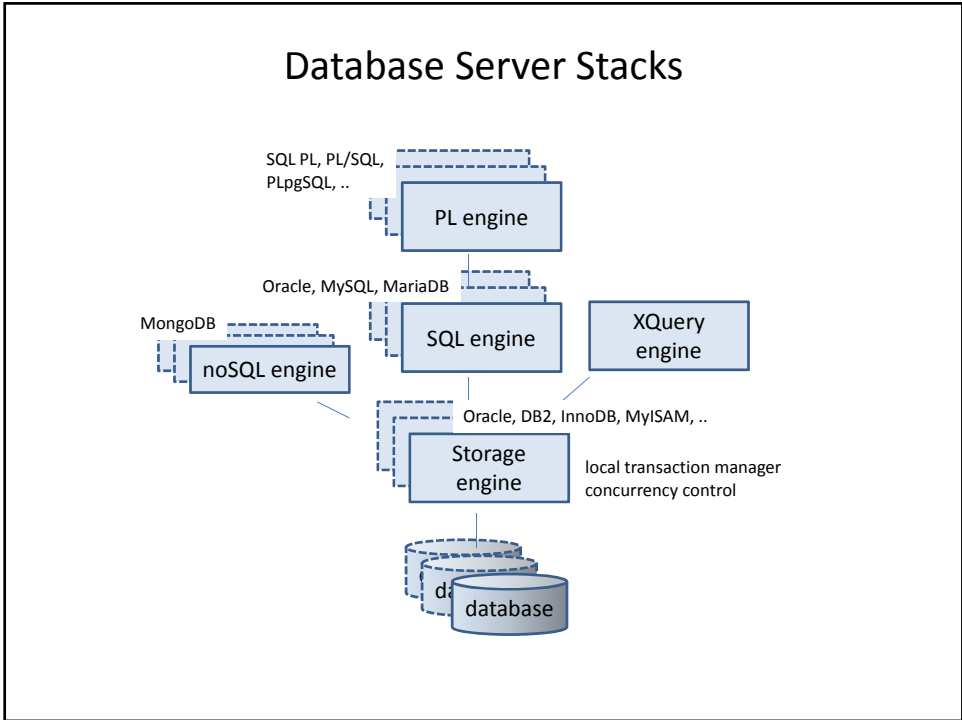 Database Server Stacks
SQL PL, PL/SQL,
PLpgSQL, ..
PL engine
Oracle, MySQL, MariaDB
MongoDB
SQL engine
XQuery
engine
noSQL engine
Oracle, DB2, InnoDB, MyISAM, ..
Storage
engine
local transaction manager
concurrency control
database